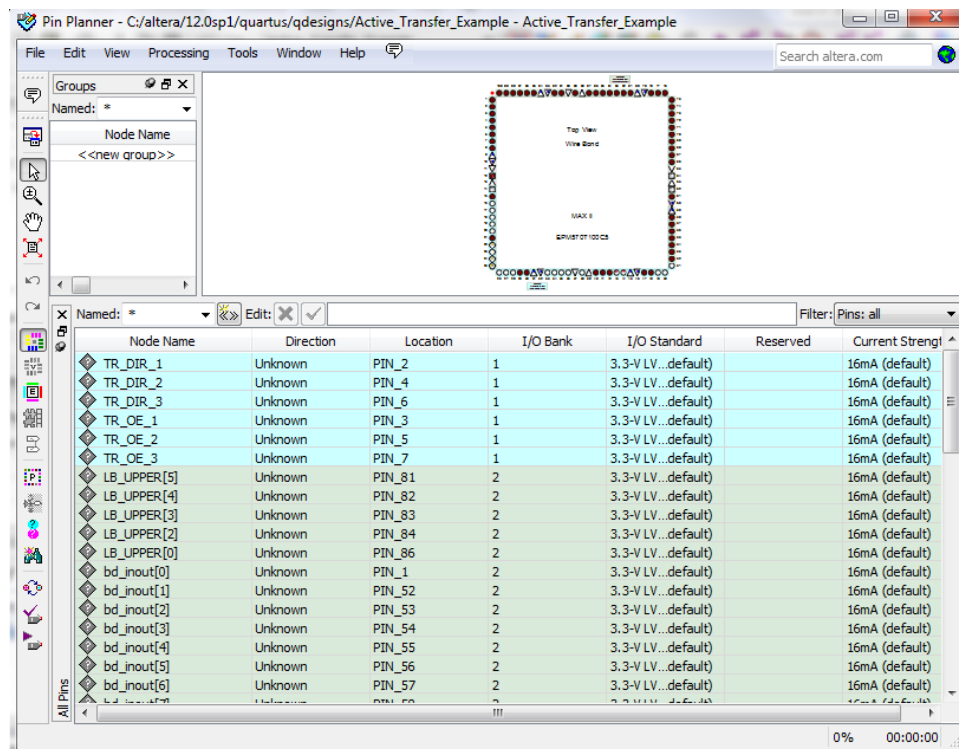 Pin Planner - C:/altera/12.0sp1/quartus/qdesigns/Active_Transfer_Example - Active_Transfer_Example
File Edit View Processing Tools Window Help
Search altera.com
Groups
Named: *
Node Name
<<new group>>
Top View
Wire Bond
MAX II
EPM570T100C5
Named: * Edit: Filter: Pins: all
Node Name Direction Location I/O Bank I/O Standard Reserved Current Strengt
TR_DIR_1 Unknown PIN_2 1 3.3-V LV...default) 16mA (default)
TR_DIR_2 Unknown PIN_4 1 3.3-V LV...default) 16mA (default)
TR_DIR_3 Unknown PIN_6 1 3.3-V LV...default) 16mA (default)
TR_OE_1 Unknown PIN_3 1 3.3-V LV...default) 16mA (default)
TR_OE_2 Unknown PIN_5 1 3.3-V LV...default) 16mA (default)
TR_OE_3 Unknown PIN_7 1 3.3-V LV...default) 16mA (default)
LB_UPPER[5] Unknown PIN_81 2 3.3-V LV...default) 16mA (default)
LB_UPPER[4] Unknown PIN_82 2 3.3-V LV...default) 16mA (default)
LB_UPPER[3] Unknown PIN_83 2 3.3-V LV...default) 16mA (default)
LB_UPPER[2] Unknown PIN_84 2 3.3-V LV...default) 16mA (default)
LB_UPPER[0] Unknown PIN_86 2 3.3-V LV...default) 16mA (default)
bd_inout[0] Unknown PIN_1 2 3.3-V LV...default) 16mA (default)
bd_inout[1] Unknown PIN_52 2 3.3-V LV...default) 16mA (default)
bd_inout[2] Unknown PIN_53 2 3.3-V LV...default) 16mA (default)
bd_inout[3] Unknown PIN_54 2 3.3-V LV...default) 16mA (default)
bd_inout[4] Unknown PIN_55 2 3.3-V LV...default) 16mA (default)
bd_inout[5] Unknown PIN_56 2 3.3-V LV...default) 16mA (default)
bd_inout[6] Unknown PIN_57 2 3.3-V LV...default) 16mA (default)
All Pins
0% 00:00:00